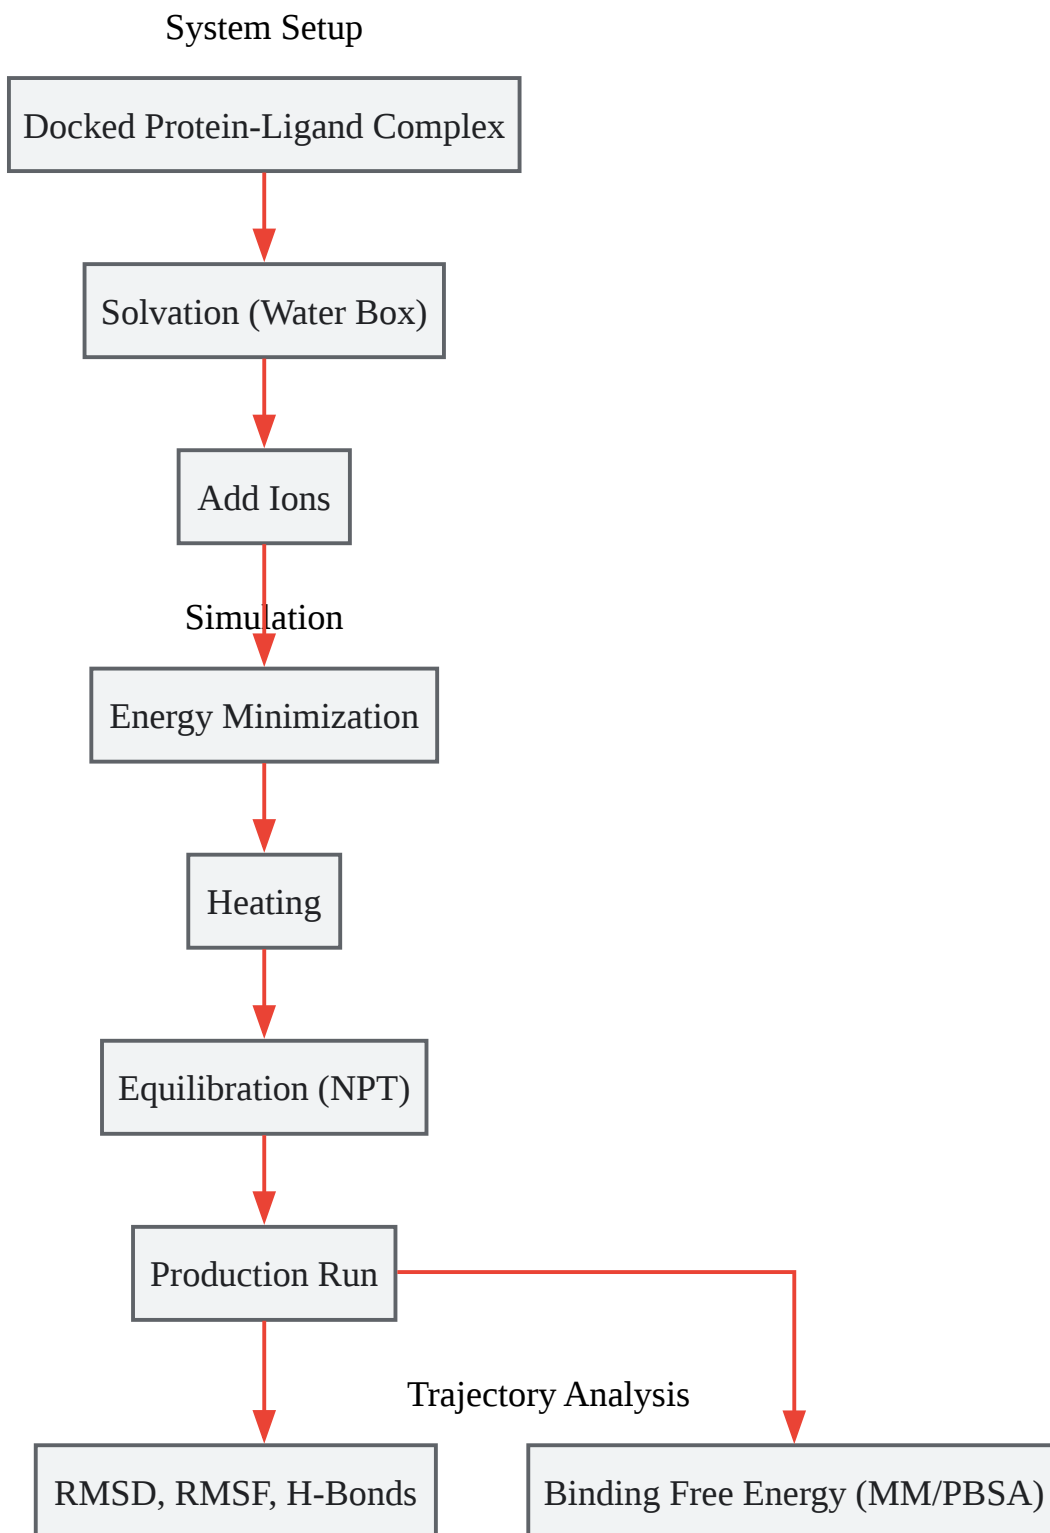 System Setup
Docked Protein-Ligand Complex
Solvation (Water Box)
Add Ions
Simulation
Energy Minimization
Heating
Equilibration (NPT)
Production Run
Trajectory Analysis
RMSD, RMSF, H-Bonds
Binding Free Energy (MM/PBSA)